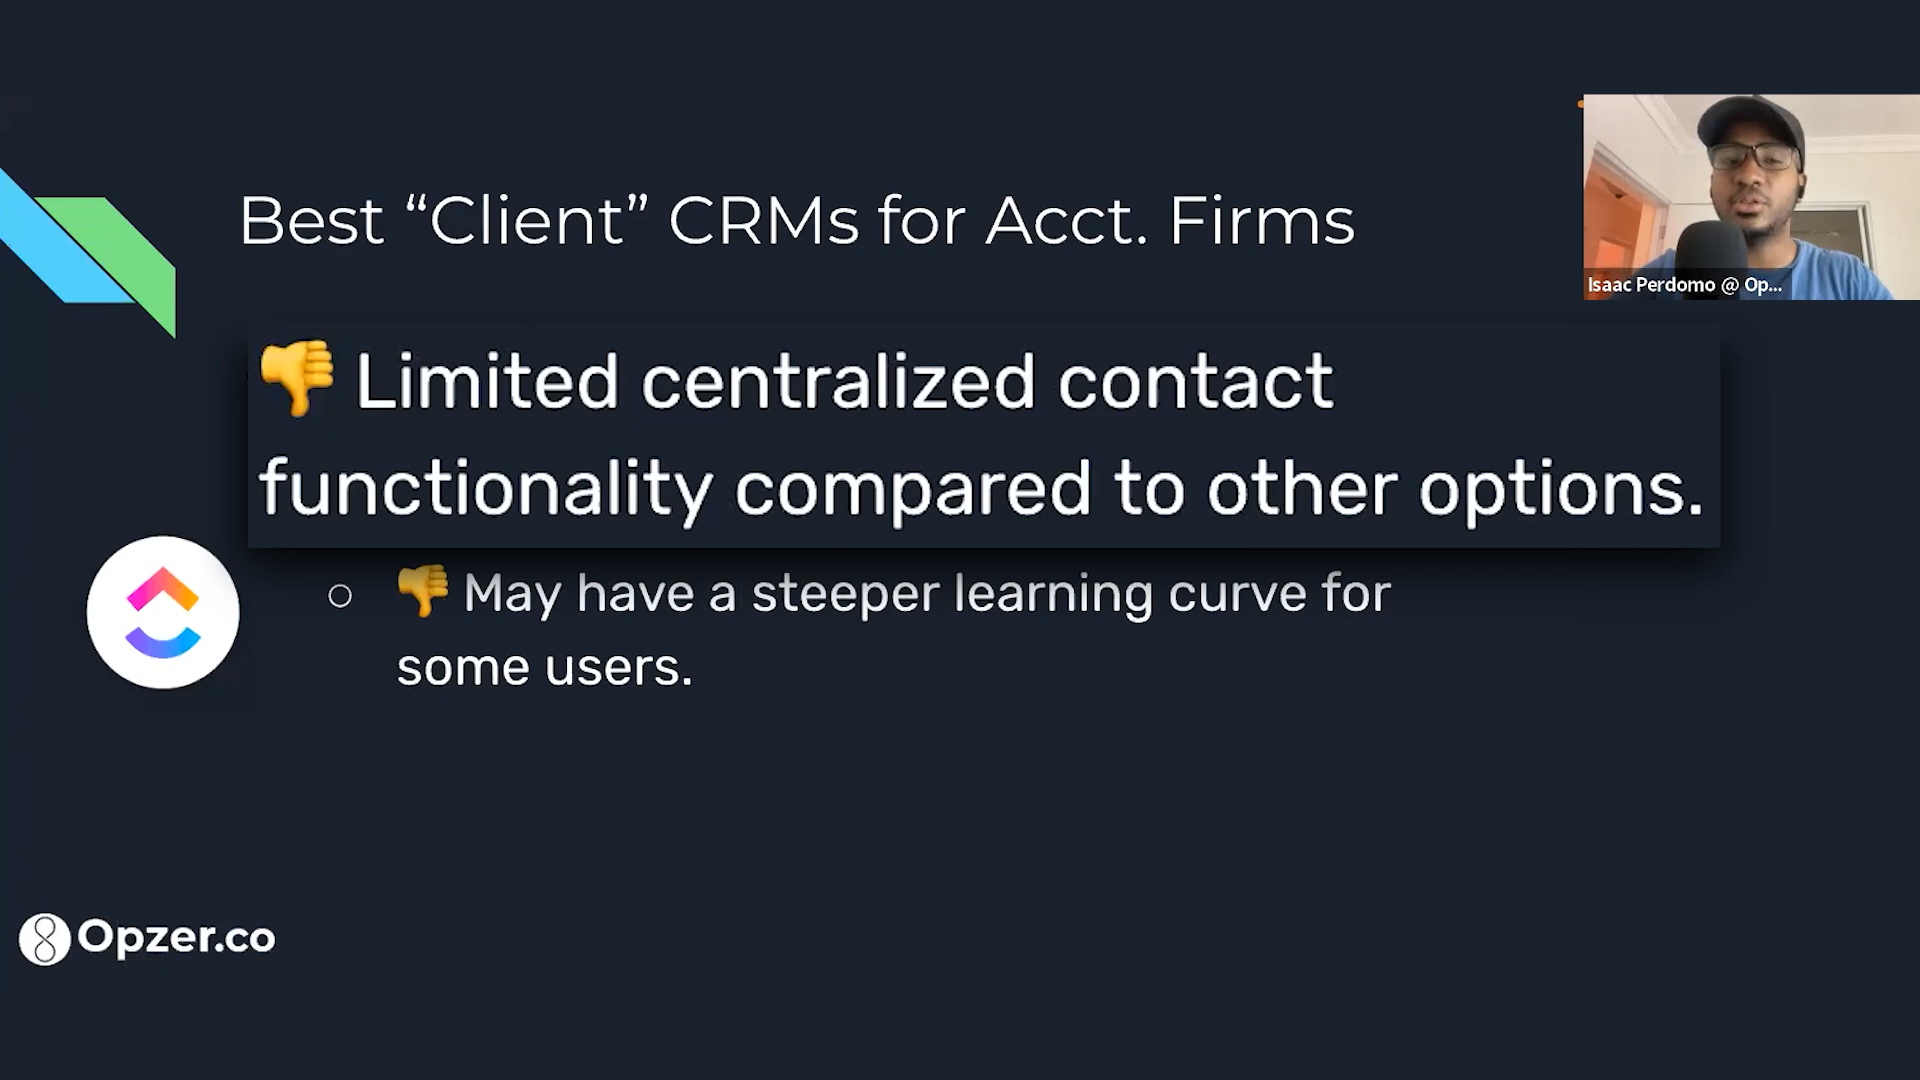 Best “Client” CRMs for Acct. Firms
Isaac Perdomo @ Op...
👎 Limited centralized contact
functionality compared to other options.
○ 👎 May have a steeper learning curve for
some users.
Opzer.co